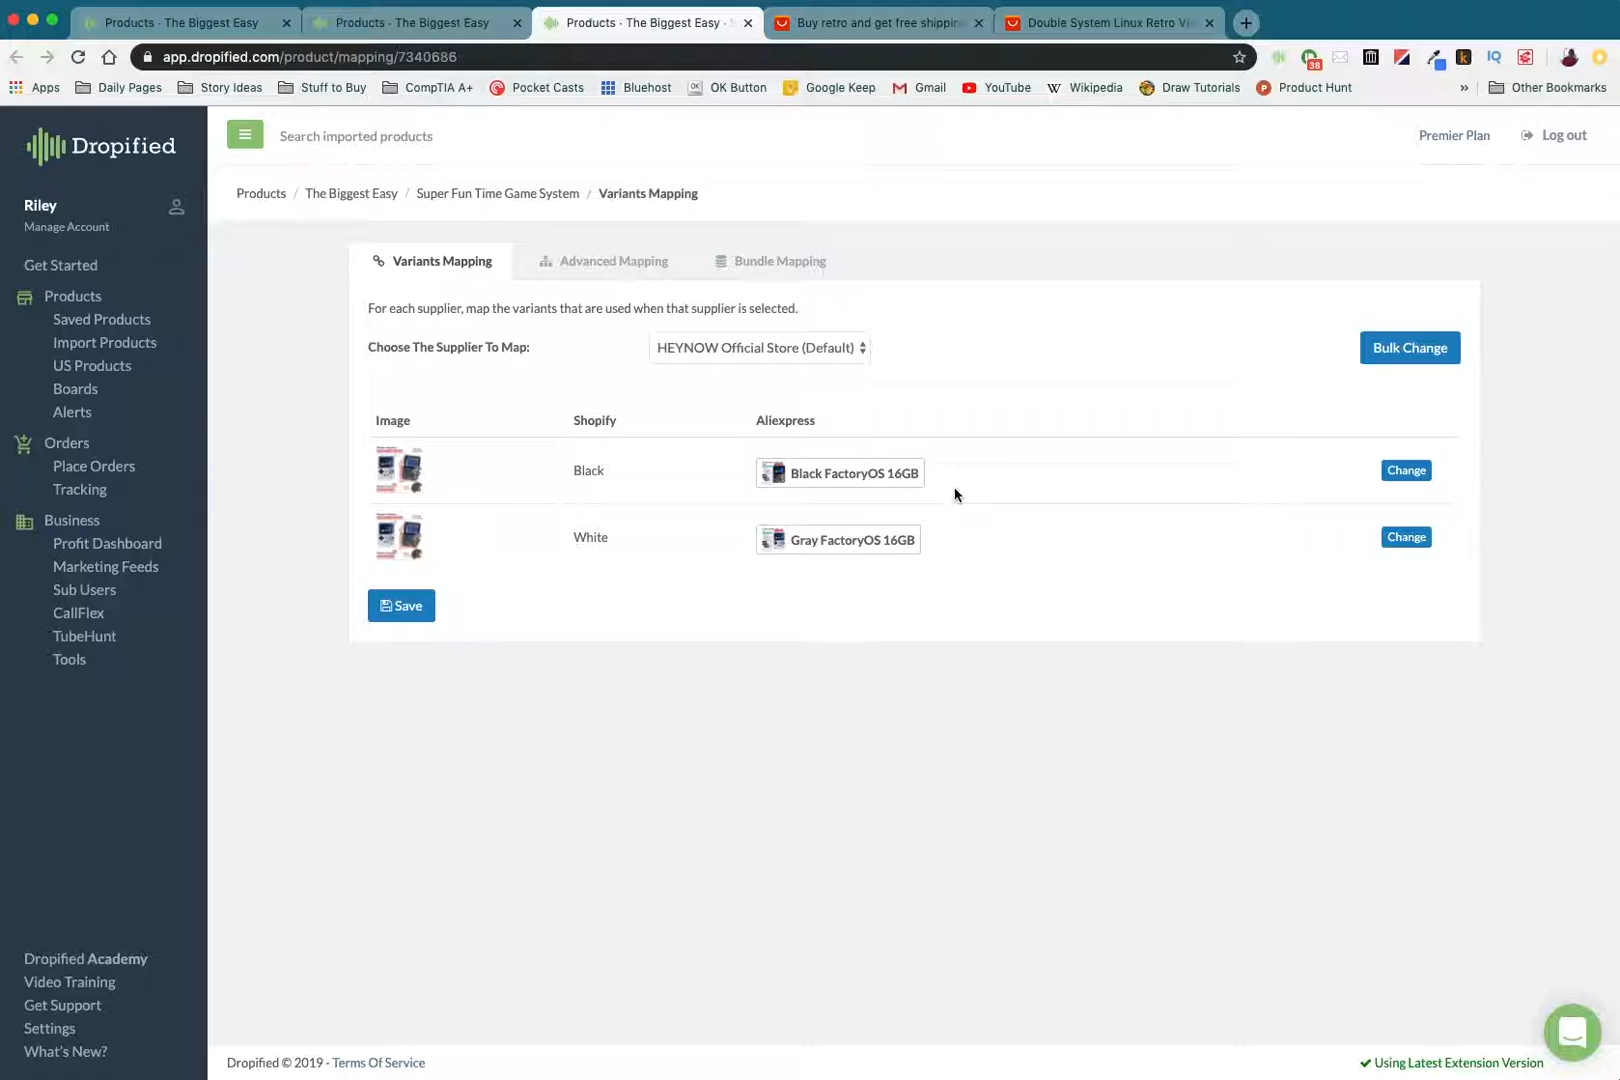 Products · The Biggest Easy
Products · The Biggest Easy
Products · The Biggest Easy ·
Buy retro and get free shipping
Double System Linux Retro Vi
app.dropified.com/product/mapping/7340686
38
IQ
Apps
Daily Pages
Story Ideas
Stuff to Buy
CompTIA A+
Pocket Casts
Bluehost
OK Button
Google Keep
Gmail
YouTube
Wikipedia
Draw Tutorials
Product Hunt
»
Other Bookmarks
Dropified
Search imported products
Premier Plan
Log out
Products / The Biggest Easy / Super Fun Time Game System / Variants Mapping
Riley
Manage Account
Get Started
Products
Saved Products
Import Products
US Products
Boards
Alerts
Orders
Place Orders
Tracking
Business
Profit Dashboard
Marketing Feeds
Sub Users
CallFlex
TubeHunt
Tools
Dropified Academy
Video Training
Get Support
Settings
What's New?
Variants Mapping
Advanced Mapping
Bundle Mapping
For each supplier, map the variants that are used when that supplier is selected.
Choose The Supplier To Map:
HEYNOW Official Store (Default)
Bulk Change
Image
Shopify
Aliexpress
Black
Black FactoryOS 16GB
Change
White
Gray FactoryOS 16GB
Change
Save
Dropified © 2019 - Terms Of Service
Using Latest Extension Version